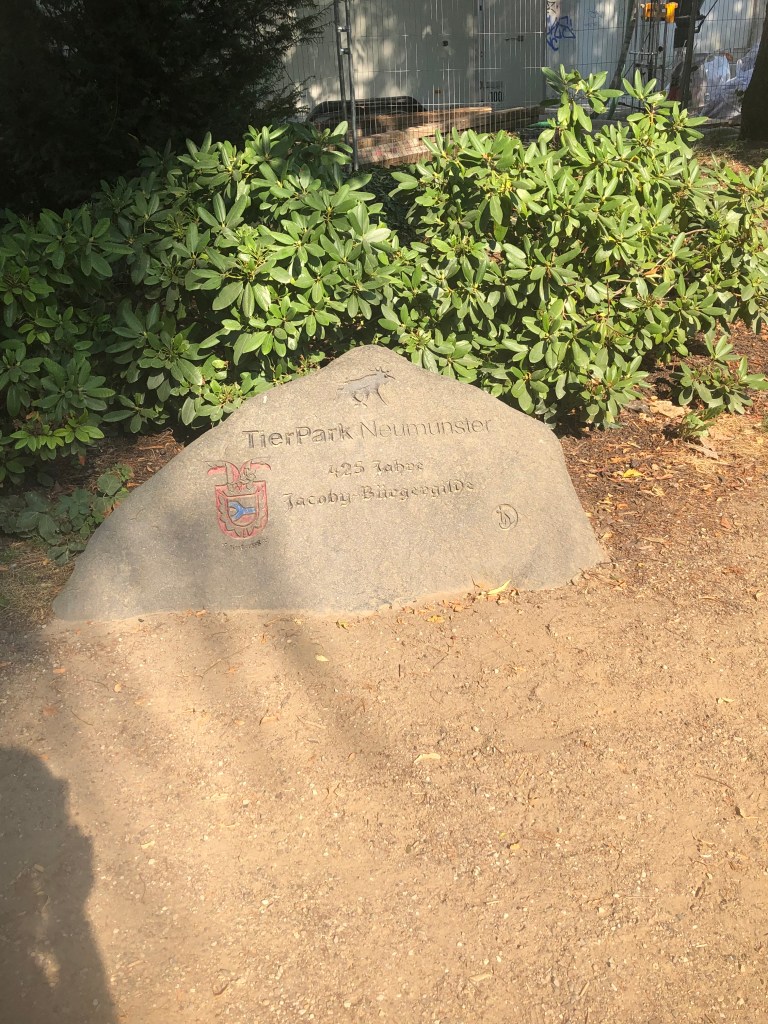 TierPark Neumünster
425 Jahre
Jacoby-Bürgergilde